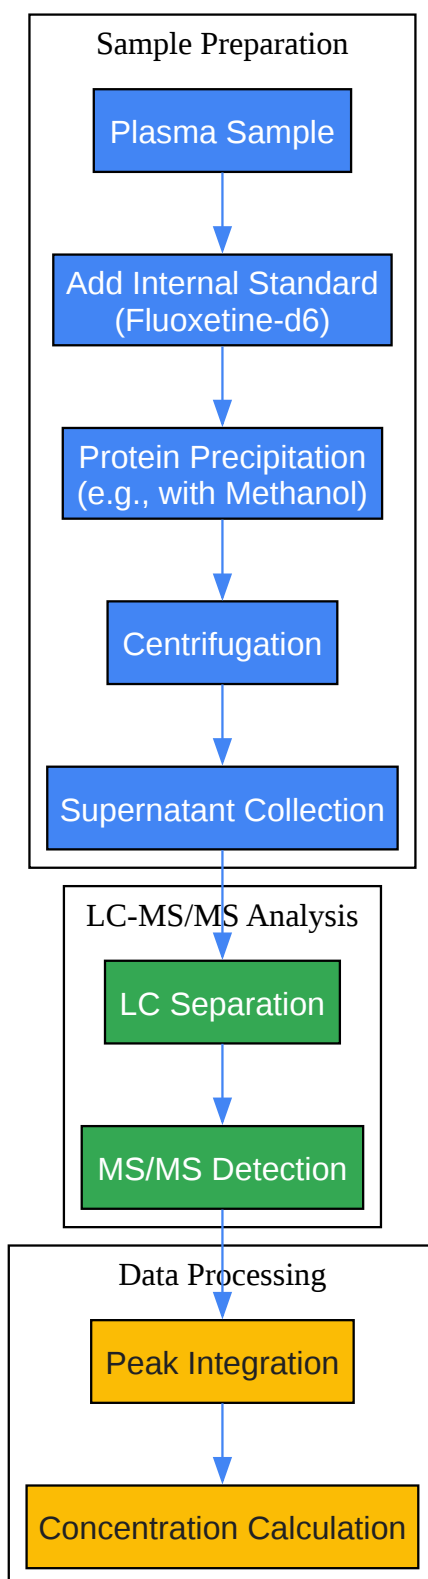 Sample Preparation
Plasma Sample
Add Internal Standard
(Fluoxetine-d6)
Protein Precipitation
(e.g., with Methanol)
Centrifugation
Supernatant Collection
LC-MS/MS Analysis
LC Separation
MS/MS Detection
Data Processing
Peak Integration
Concentration Calculation